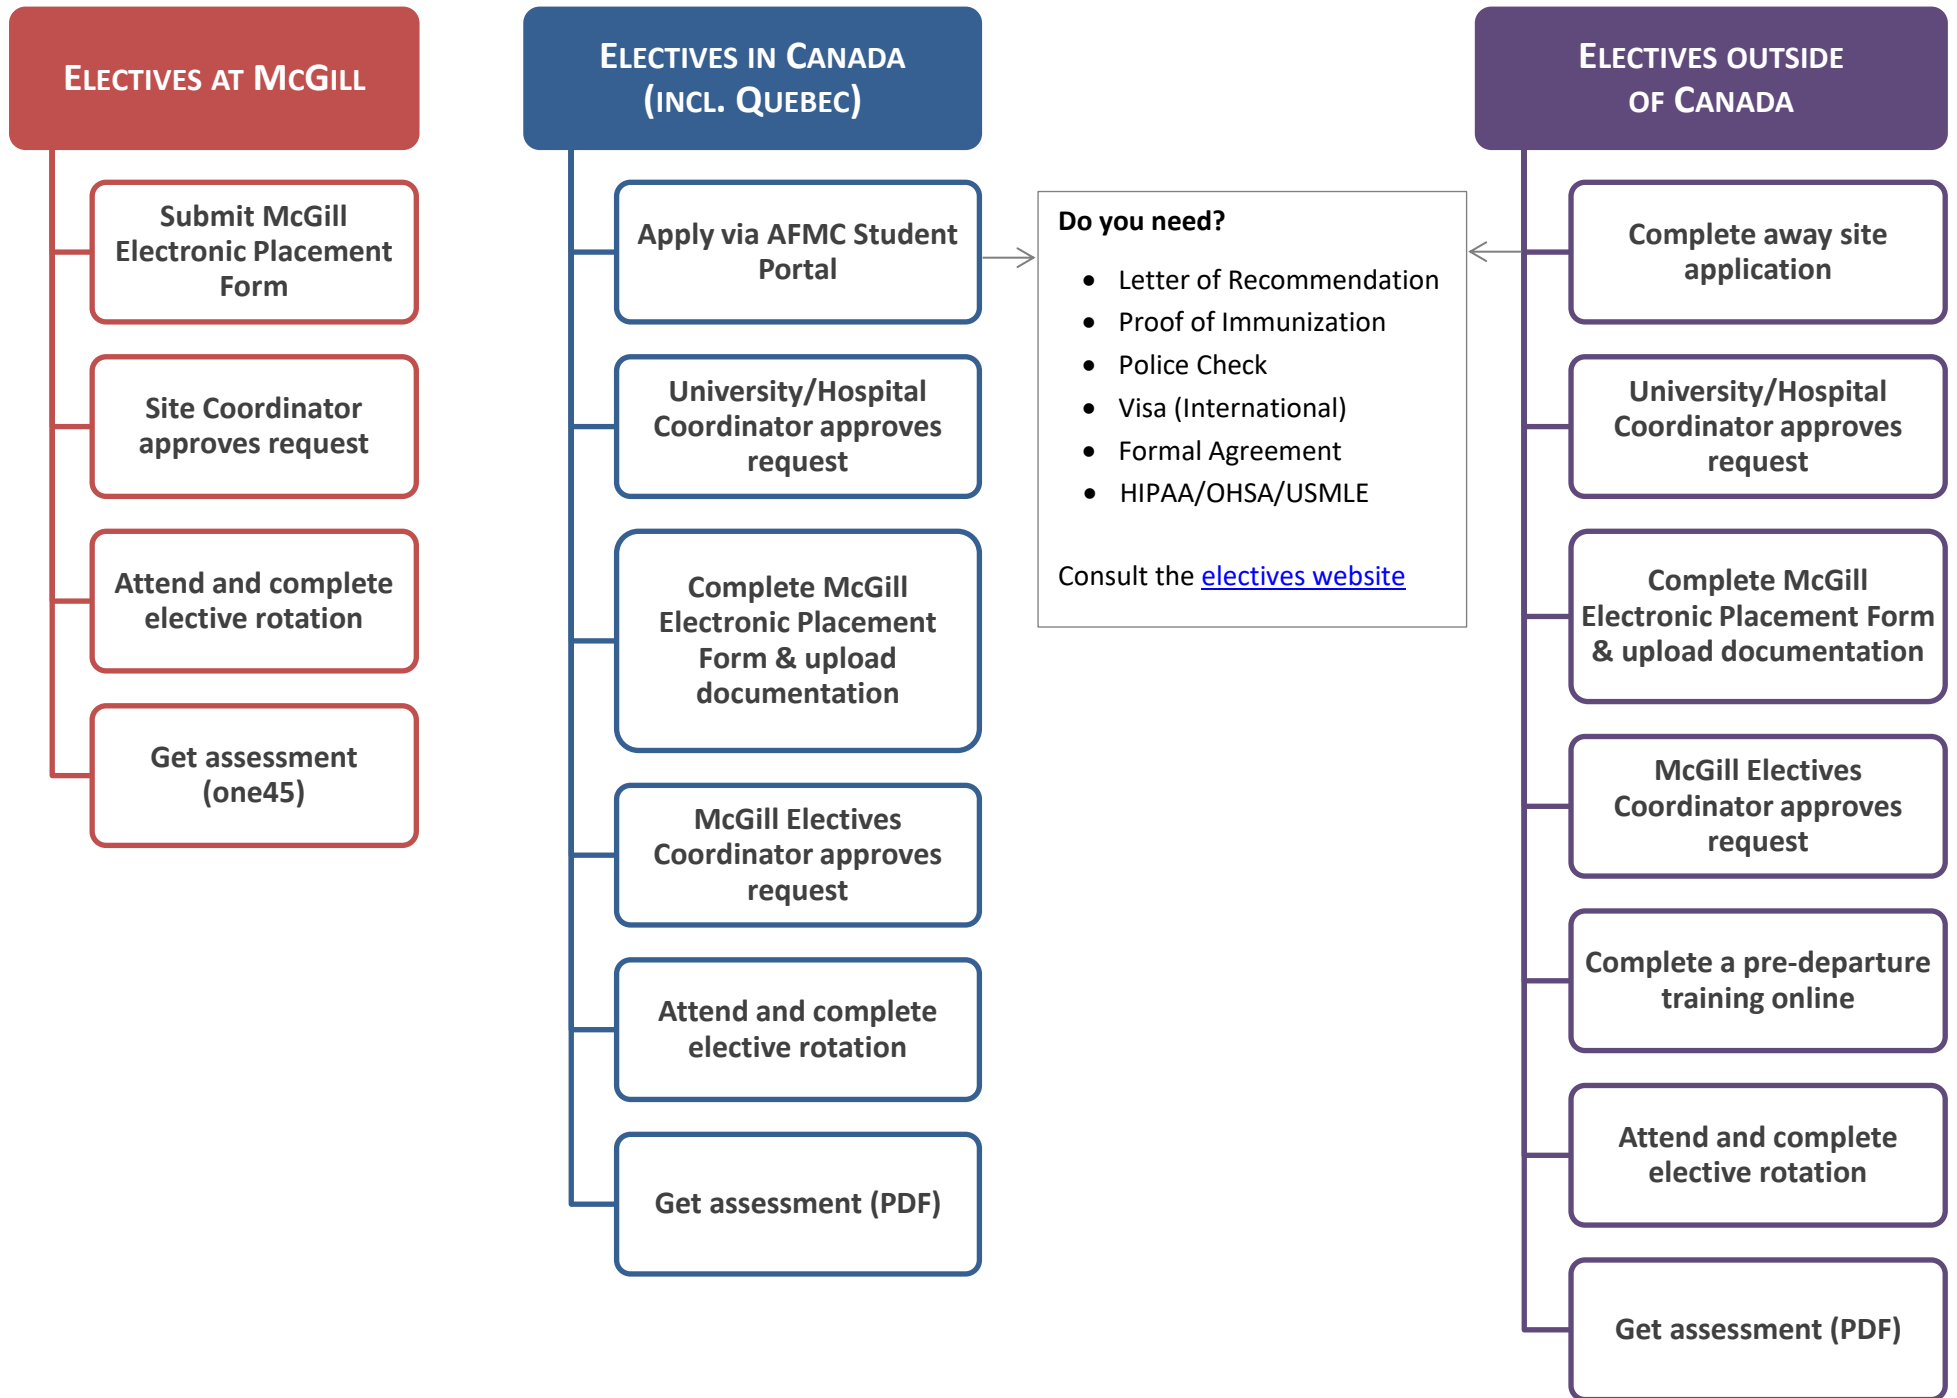 ELECTIVES AT MCGILL
Submit McGill
Electronic Placement
Form
Site Coordinator
approves request
Attend and complete
elective rotation
Get assessment
(one45)
ELECTIVES IN CANADA
(INCL. QUEBEC)
Apply via AFMC Student
Portal
University/Hospital
Coordinator approves
request
Complete McGill
Electronic Placement
Form & upload
documentation
McGill Electives
Coordinator approves
request
Attend and complete
elective rotation
Get assessment (PDF)
Do you need?
• Letter of Recommendation
• Proof of Immunization
• Police Check
• Visa (International)
• Formal Agreement
• HIPAA/OHSA/USMLE
Consult the electives website
ELECTIVES OUTSIDE
OF CANADA
Complete away site
application
University/Hospital
Coordinator approves
request
Complete McGill
Electronic Placement Form
& upload documentation
McGill Electives
Coordinator approves
request
Complete a pre-departure
training online
Attend and complete
elective rotation
Get assessment (PDF)